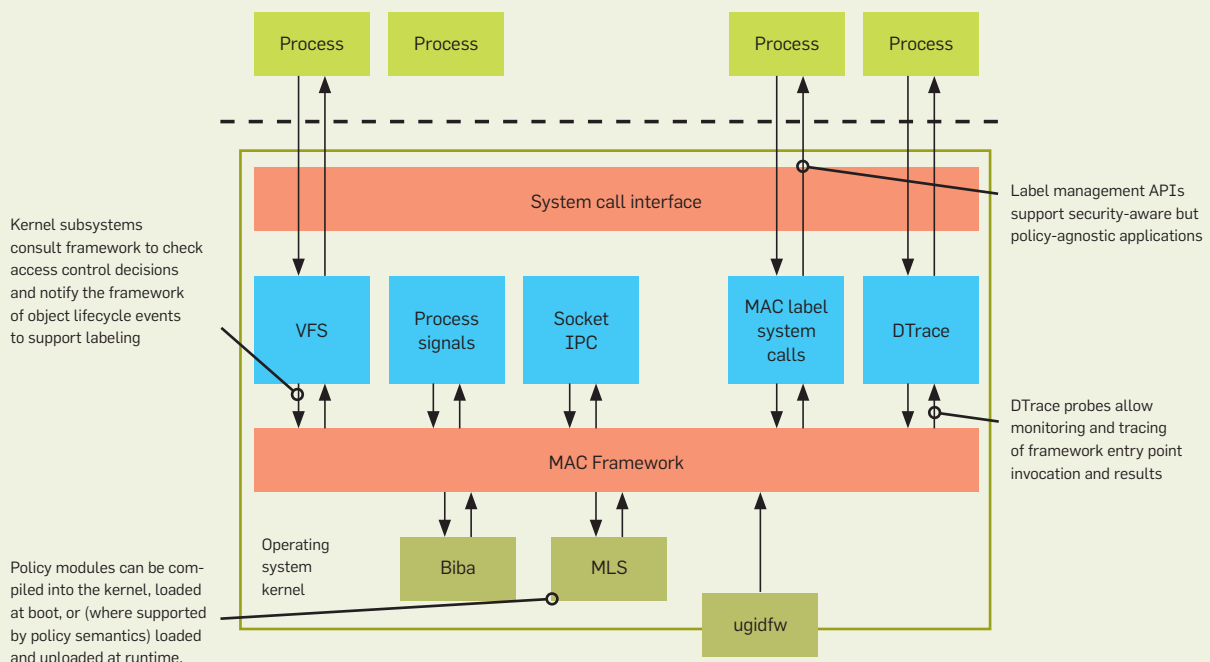 Process
Process
Process
Process
System call interface
Label management APIs
support security-aware but
policy-agnostic applications
Kernel subsystems
consult framework to check
access control decisions
and notify the framework
of object lifecycle events
to support labeling
VFS
Process
signals
Socket
IPC
MAC label
system
calls
DTrace
DTrace probes allow
monitoring and tracing
of framework entry point
invocation and results
MAC Framework
Operating
system
kernel
Biba
MLS
ugidfw
Policy modules can be com-
piled into the kernel, loaded
at boot, or (where supported
by policy semantics) loaded
and uploaded at runtime.